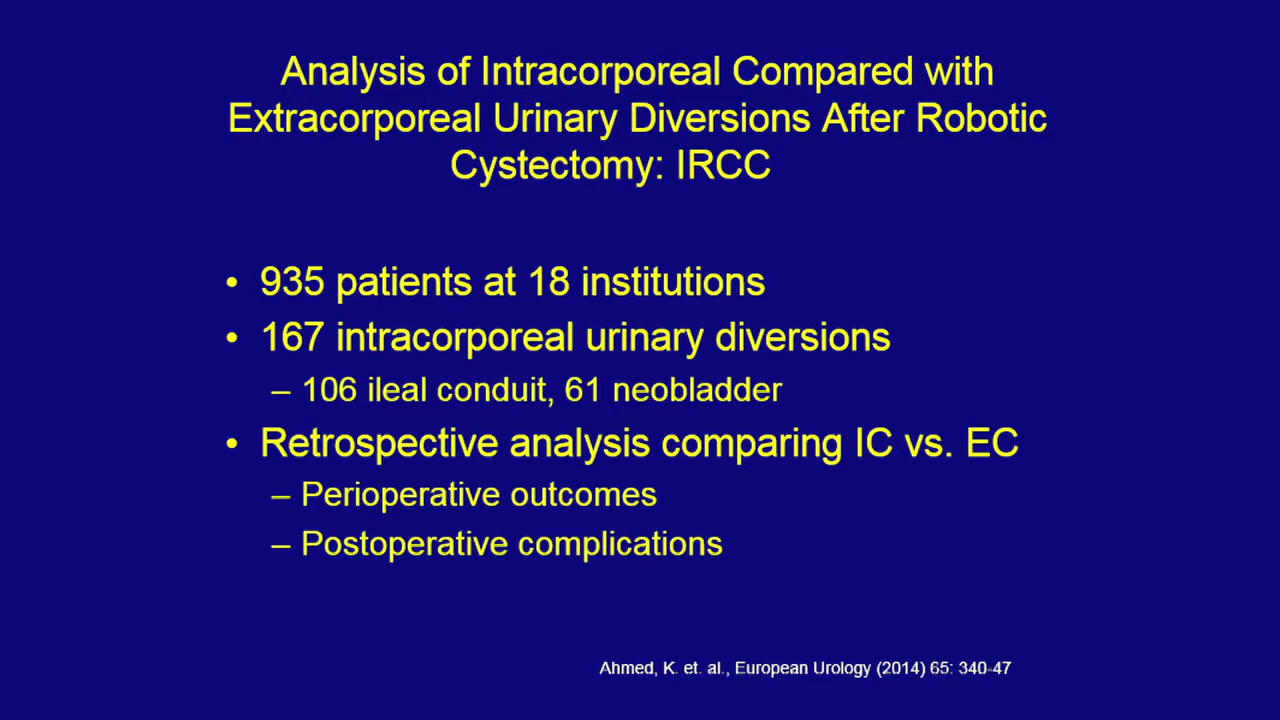 Analysis of Intracorporeal Compared with
Extracorporeal Urinary Diversions After Robotic
Cystectomy: IRCC
• 935 patients at 18 institutions
• 167 intracorporeal urinary diversions
– 106 ileal conduit, 61 neobladder
• Retrospective analysis comparing IC vs. EC
– Perioperative outcomes
– Postoperative complications
Ahmed, K. et. al., European Urology (2014) 65: 340-47